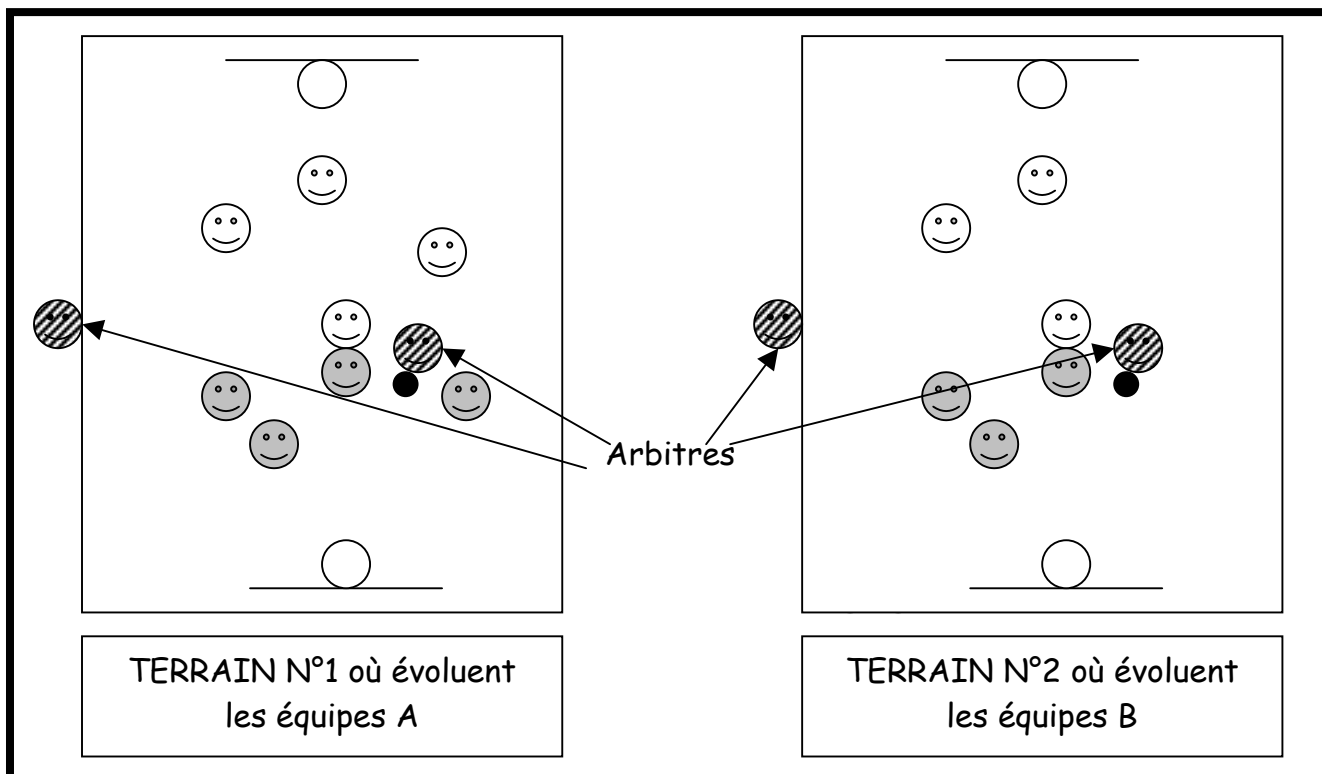 Arbitres
TERRAIN N°1 où évoluent
les équipes A
TERRAIN N°2 où évoluent
les équipes B